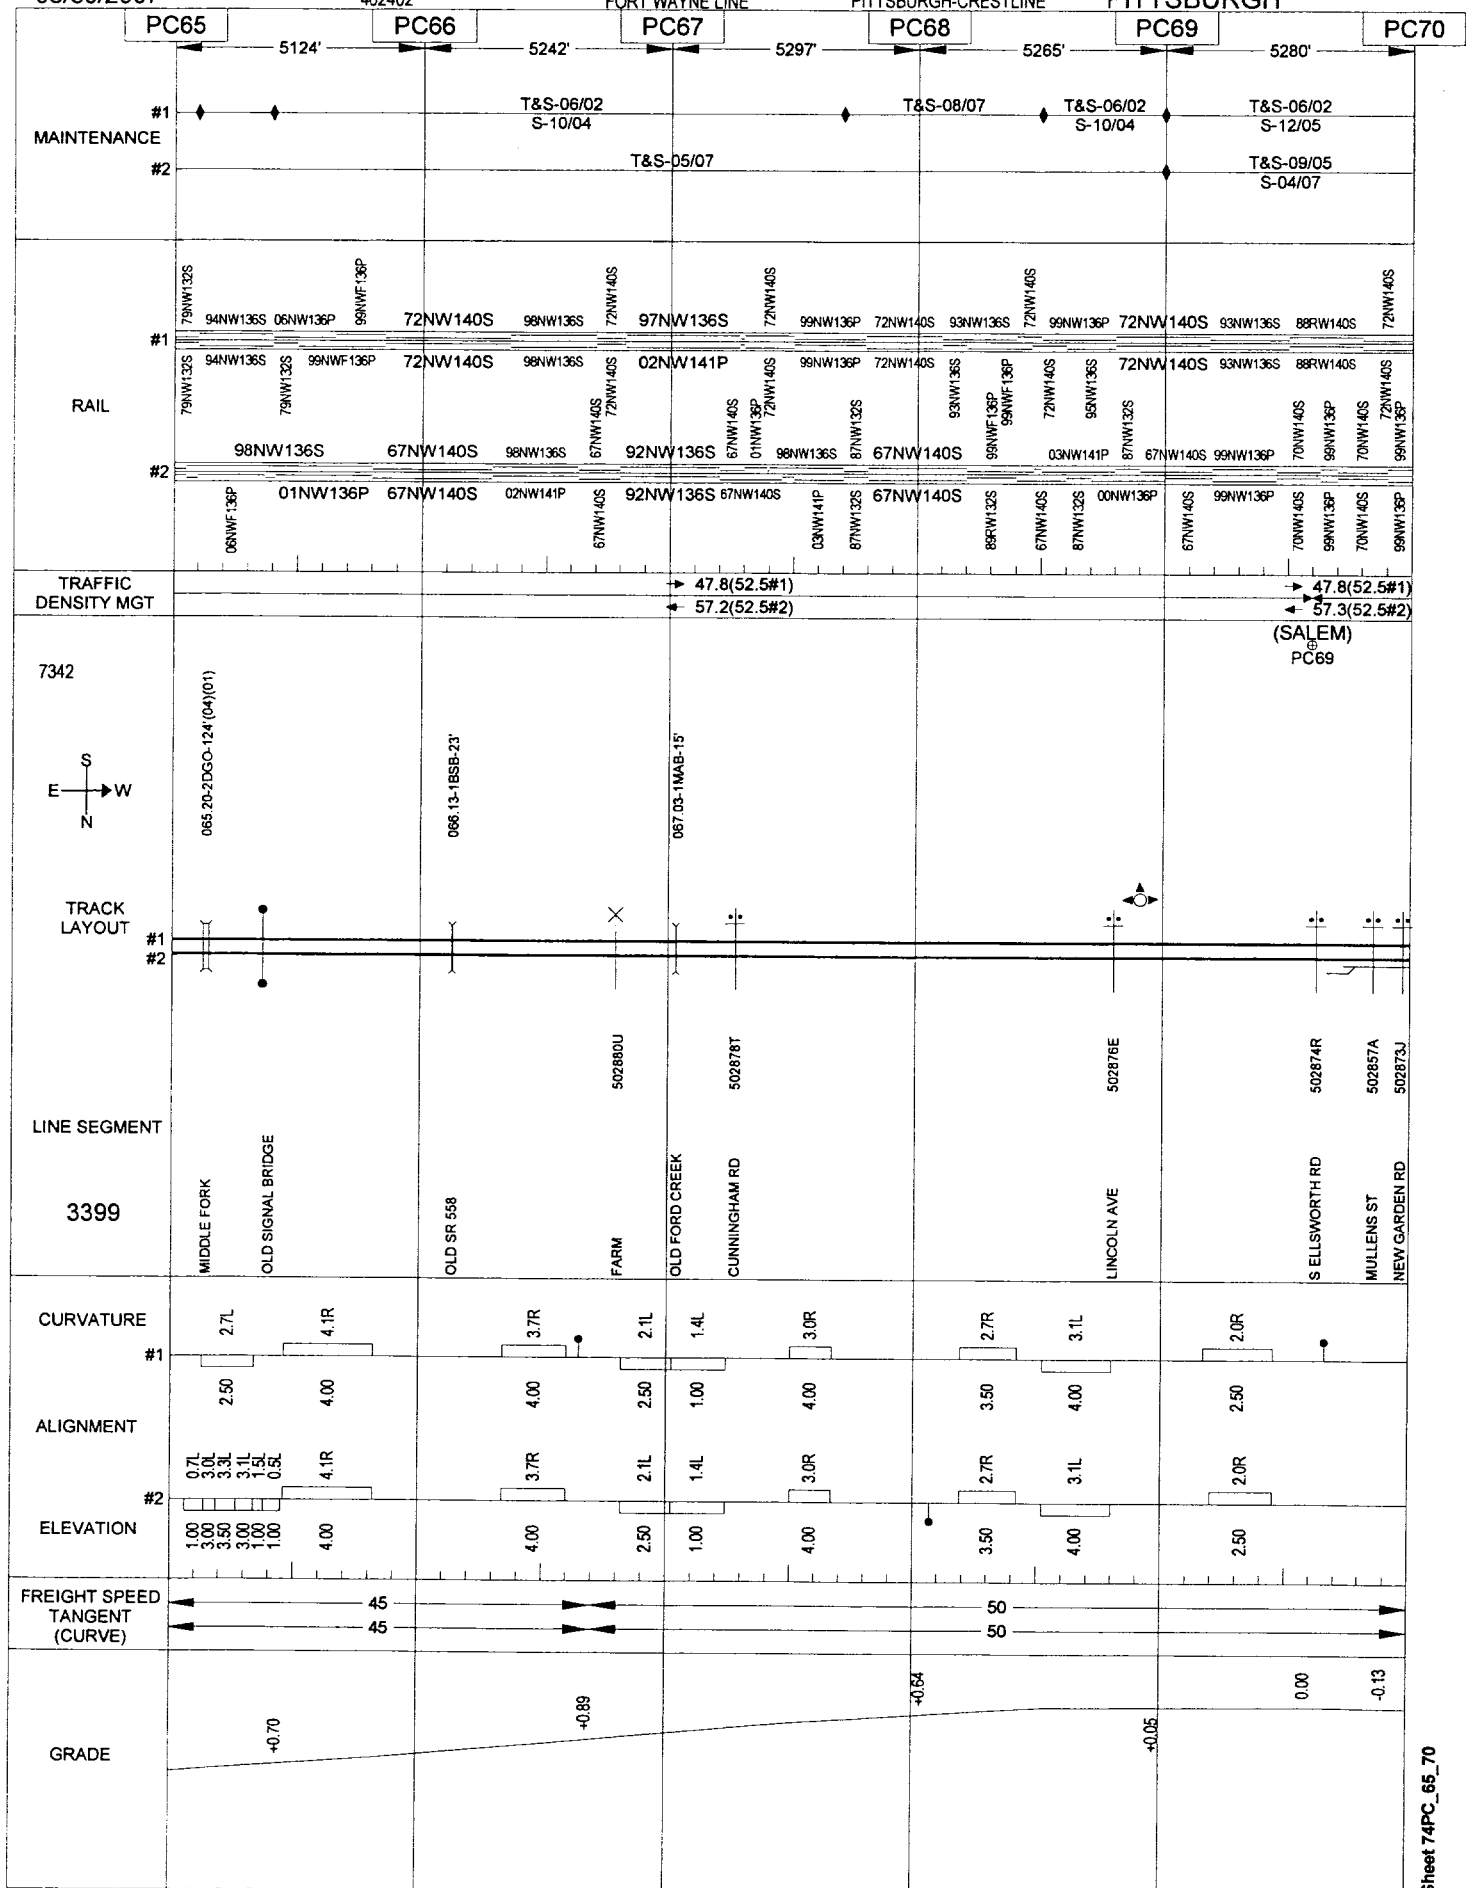 402402 FORT WAYNE LINE PITTSBURGH-CRESTLINE PITTSBURGH
PC65 PC66 PC67 PC68 PC69 PC70
5124' 5242' 5297' 5265' 5280'
MAINTENANCE
#1
T&S-06/02 T&S-08/07 T&S-06/02 T&S-06/02
S-10/04 S-10/04 S-12/05
#2
T&S-05/07 T&S-09/05
S-04/07
RAIL
79NW132S 99NWF136P 72NW140S 72NW140S 72NW140S 72NW140S
94NW136S 06NW136P 72NW140S 98NW136S 97NW136S 99NW136P 72NW140S 93NW136S 99NW136P 72NW140S 93NW136S 88RW140S
#1
94NW136S 99NWF136P 72NW140S 98NW136S 02NW141P 99NW136P 72NW140S 72NW140S 93NW136S 88RW140S
79NW132S 79NW132S 72NW140S 72NW140S 93NW136S 99NWF136P 72NW140S 95NW136S 72NW140S
67NW140S 67NW140S 01NW136P 87NW132S 99NWF136P 87NW132S 70NW140S 99NW136P 70NW140S 99NW136P
98NW136S 67NW140S 98NW136S 92NW136S 98NW136S 67NW140S 03NW141P 67NW140S 99NW136P
#2
01NW136P 67NW140S 02NW141P 92NW136S 67NW140S 67NW140S 00NW136P 99NW136P
06NWF136P 67NW140S 03NW141P 87NW132S 89RW132S 67NW140S 87NW132S 67NW140S 70NW140S 99NW136P 70NW140S 99NW136P
TRAFFIC
DENSITY MGT
47.8(52.5#1) 47.8(52.5#1)
57.2(52.5#2) 57.3(52.5#2)
(SALEM)
PC69
7342
065.20-2DGO-124'(04)(01)
066.13-1BSB-23'
067.03-1MAB-15'
S
E W
N
TRACK
LAYOUT
#1
#2
502880U 502878T 502876E 502874R 502857A 502873J
LINE SEGMENT
3399
MIDDLE FORK
OLD SIGNAL BRIDGE
OLD SR 558
FARM
OLD FORD CREEK
CUNNINGHAM RD
LINCOLN AVE
S ELLSWORTH RD
MULLENS ST
NEW GARDEN RD
CURVATURE
#1
2.7L 4.1R 3.7R 2.1L 1.4L 3.0R 2.7R 3.1L 2.0R
2.50 4.00 4.00 2.50 1.00 4.00 3.50 4.00 2.50
ALIGNMENT
#2
0.7L 3.0L 3.3L 3.1L 1.5L 0.5L 4.1R 3.7R 2.1L 1.4L 3.0R 2.7R 3.1L 2.0R
ELEVATION
1.00 3.00 3.50 3.00 1.00 1.00 4.00 4.00 2.50 1.00 4.00 3.50 4.00 2.50
FREIGHT SPEED
TANGENT
(CURVE)
45 50
45 50
GRADE
+0.70 +0.89 +0.64 +0.05 0.00 -0.13
Sheet 74PC_65_70